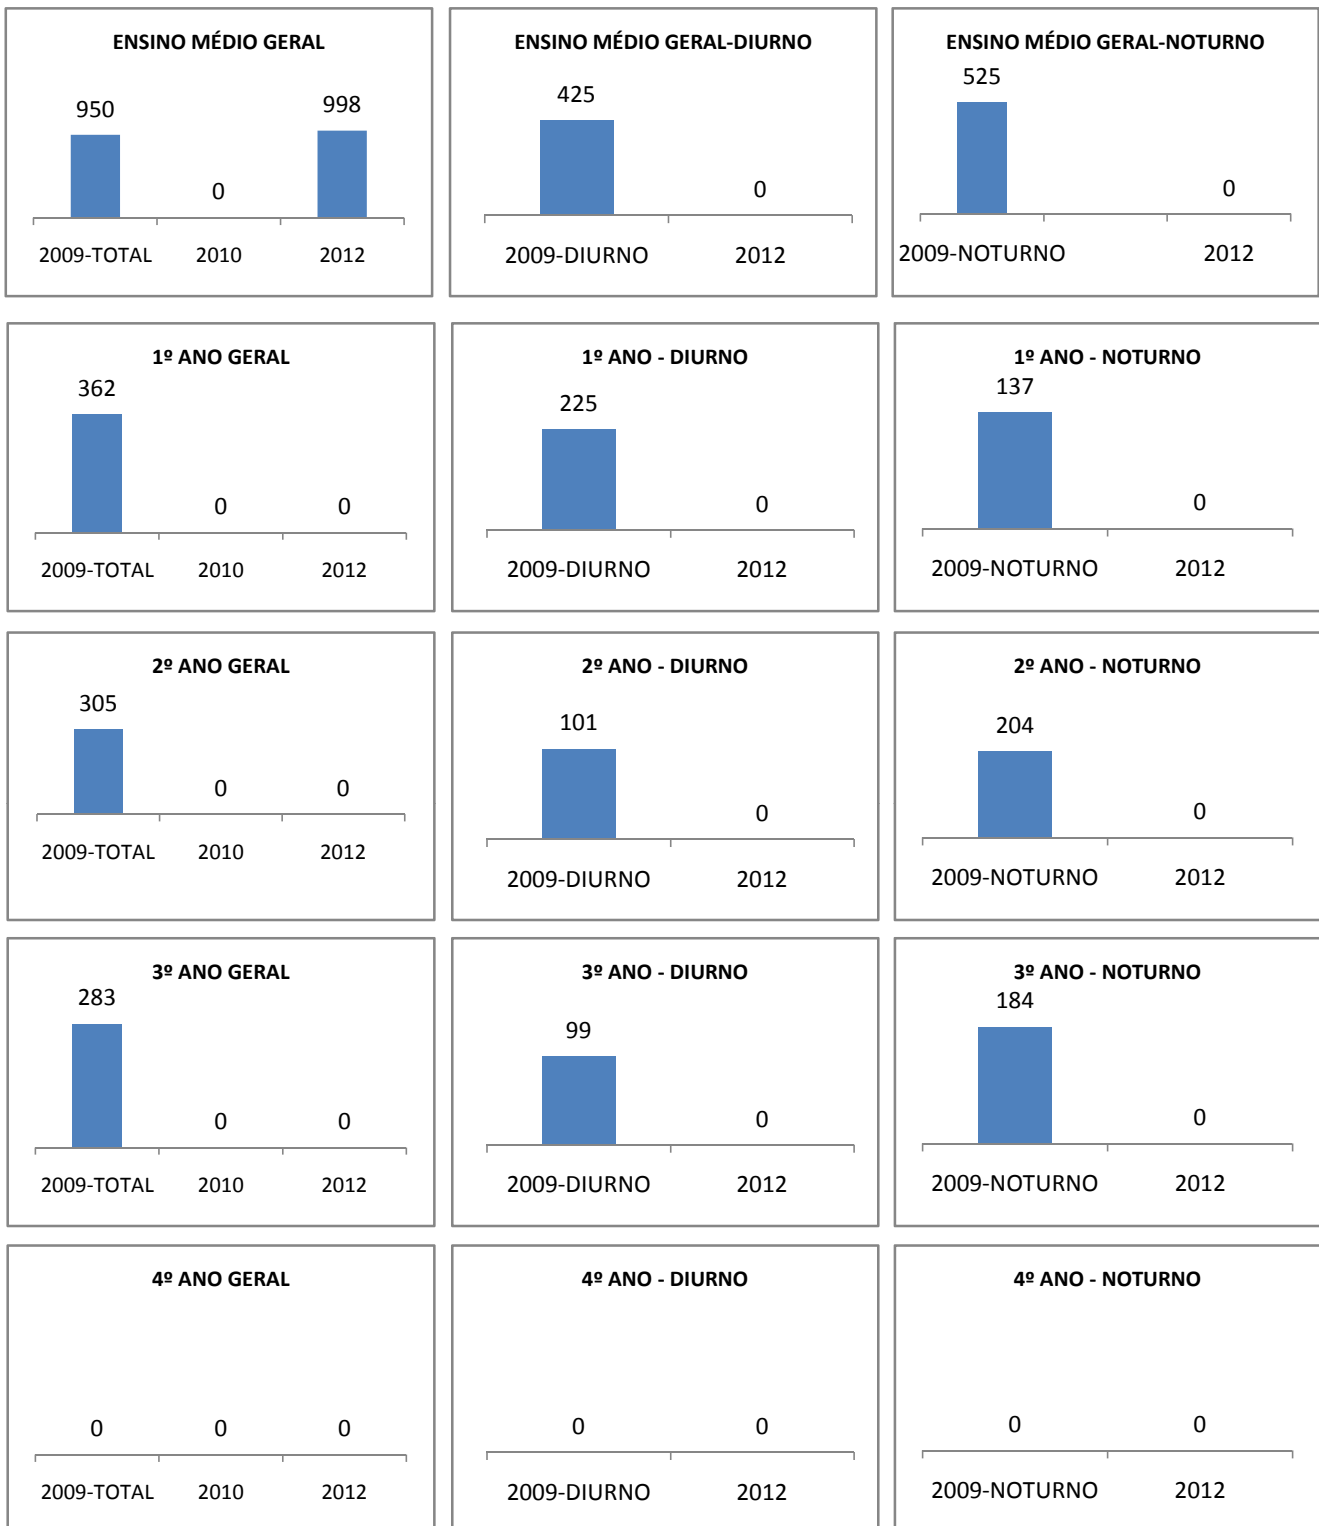 ENSINO MÉDIO GERAL
950
0
998
2009-TOTAL 2010 2012
ENSINO MÉDIO GERAL-DIURNO
425
0
2009-DIURNO 2012
ENSINO MÉDIO GERAL-NOTURNO
525
0
2009-NOTURNO 2012
1º ANO GERAL
362
0 0
2009-TOTAL 2010 2012
1º ANO - DIURNO
225
0
2009-DIURNO 2012
1º ANO - NOTURNO
137
0
2009-NOTURNO 2012
2º ANO GERAL
305
0 0
2009-TOTAL 2010 2012
2º ANO - DIURNO
101
0
2009-DIURNO 2012
2º ANO - NOTURNO
204
0
2009-NOTURNO 2012
3º ANO GERAL
283
0 0
2009-TOTAL 2010 2012
3º ANO - DIURNO
99
0
2009-DIURNO 2012
3º ANO - NOTURNO
184
0
2009-NOTURNO 2012
4º ANO GERAL
0 0 0
2009-TOTAL 2010 2012
4º ANO - DIURNO
0 0
2009-DIURNO 2012
4º ANO - NOTURNO
0 0
2009-NOTURNO 2012